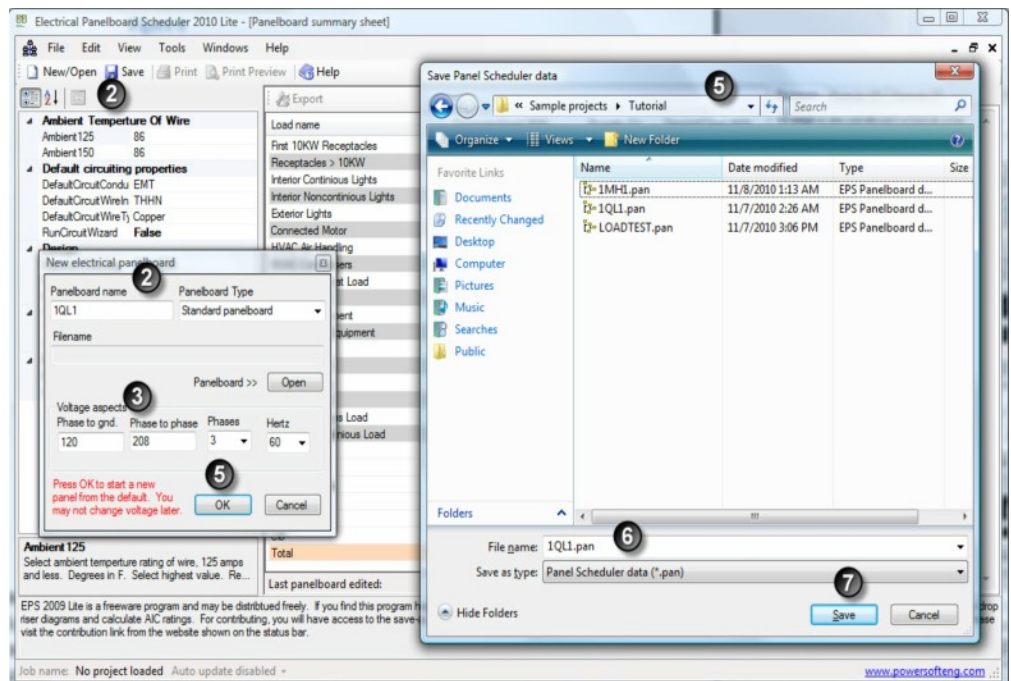 Electrical Panelboard Scheduler 2010 Lite - [Panelboard summary sheet]
File Edit View Tools Windows Help
New/Open Save Print Print Preview Help
2
Ambient Temperture Of Wire
Ambient125 86
Ambient150 86
Default circuiting properties
DefaultCircuitCondu EMT
DefaultCircuitWireIn THHN
DefaultCircuitWireTy Copper
RunCircuitWizard False
Design
Export
Load name
First 10KW Receptacles
Receptacles > 10KW
Interior Continious Lights
Interior Noncontinious Lights
Exterior Lights
Connected Motor
HVAC Air Handling
at Load
ent
quipment
s Load
nious Load
Total
Last panelboard edited:
New electrical panelboard
2
Panelboard name Panelboard Type
1QL1 Standard panelboard
Filename
Panelboard >> Open
3
Voltage aspects
Phase to gnd. Phase to phase Phases Hertz
120 208 3 60
5
Press OK to start a new
panel from the default. You
may not change voltage later.
OK Cancel
Ambient125
Select ambient temperture rating of wire, 125 amps
and less. Degrees in F. Select highest value. Re...
EPS 2009 Lite is a freeware program and may be distribtued freely. If you find this program h
drop
riser diagrams and calculate AIC ratings. For contributing, you will have access to the save-
ase
visit the contribution link from the website shown on the status bar.
Job name: No project loaded Auto update disabled
www.powersofteng.com
Save Panel Scheduler data
5
« Sample projects Tutorial Search
Organize Views New Folder
Favorite Links
Documents
Recently Changed
Desktop
Computer
Pictures
Music
Searches
Public
Folders
Name Date modified Type Size
1MH1.pan 11/8/2010 1:13 AM EPS Panelboard d...
1QL1.pan 11/7/2010 2:26 AM EPS Panelboard d...
LOADTEST.pan 11/7/2010 3:06 PM EPS Panelboard d...
6
File name: 1QL1.pan
Save as type: Panel Scheduler data (*.pan)
7
Hide Folders Save Cancel